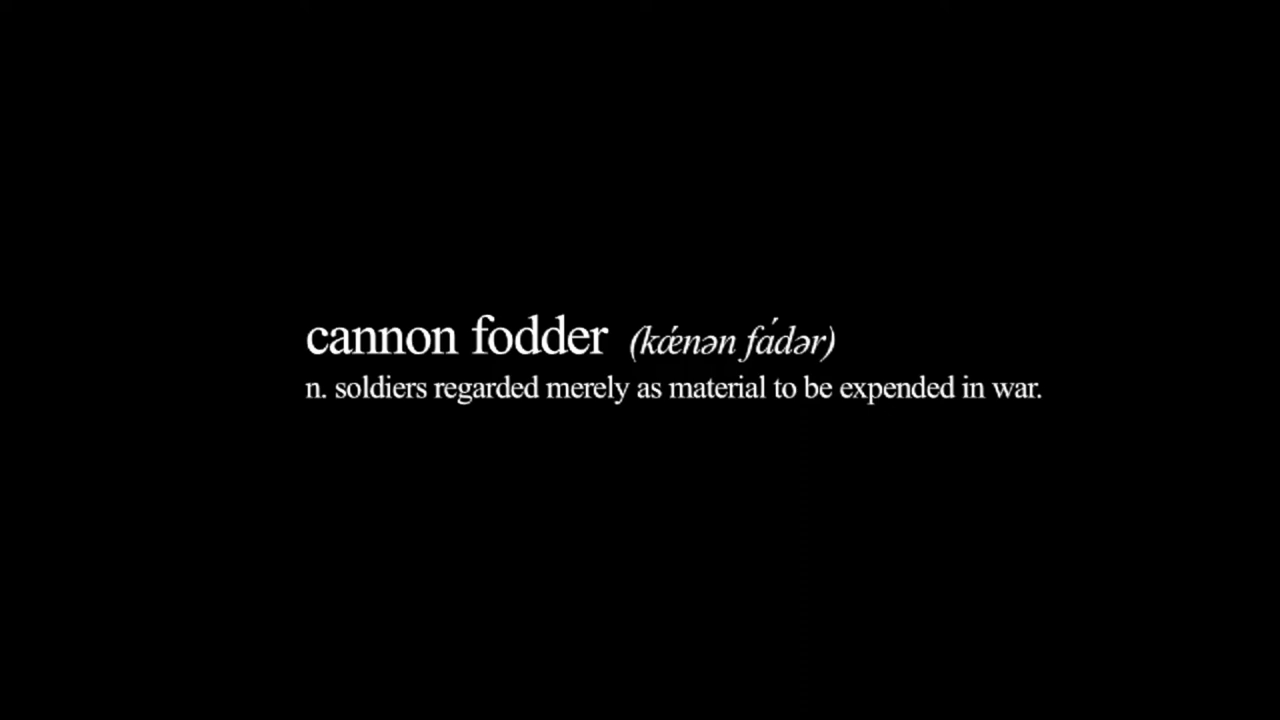 cannon fodder (kǽnən fádər)
n. soldiers regarded merely as material to be expended in war.